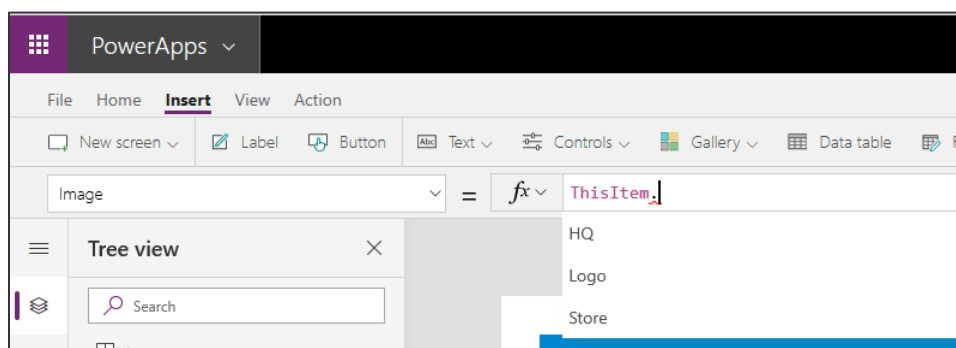 PowerApps
File Home Insert View Action
New screen Label Button Abc Text Controls Gallery Data table
Image = fx ThisItem.
HQ
Tree view
Logo
Search
Store